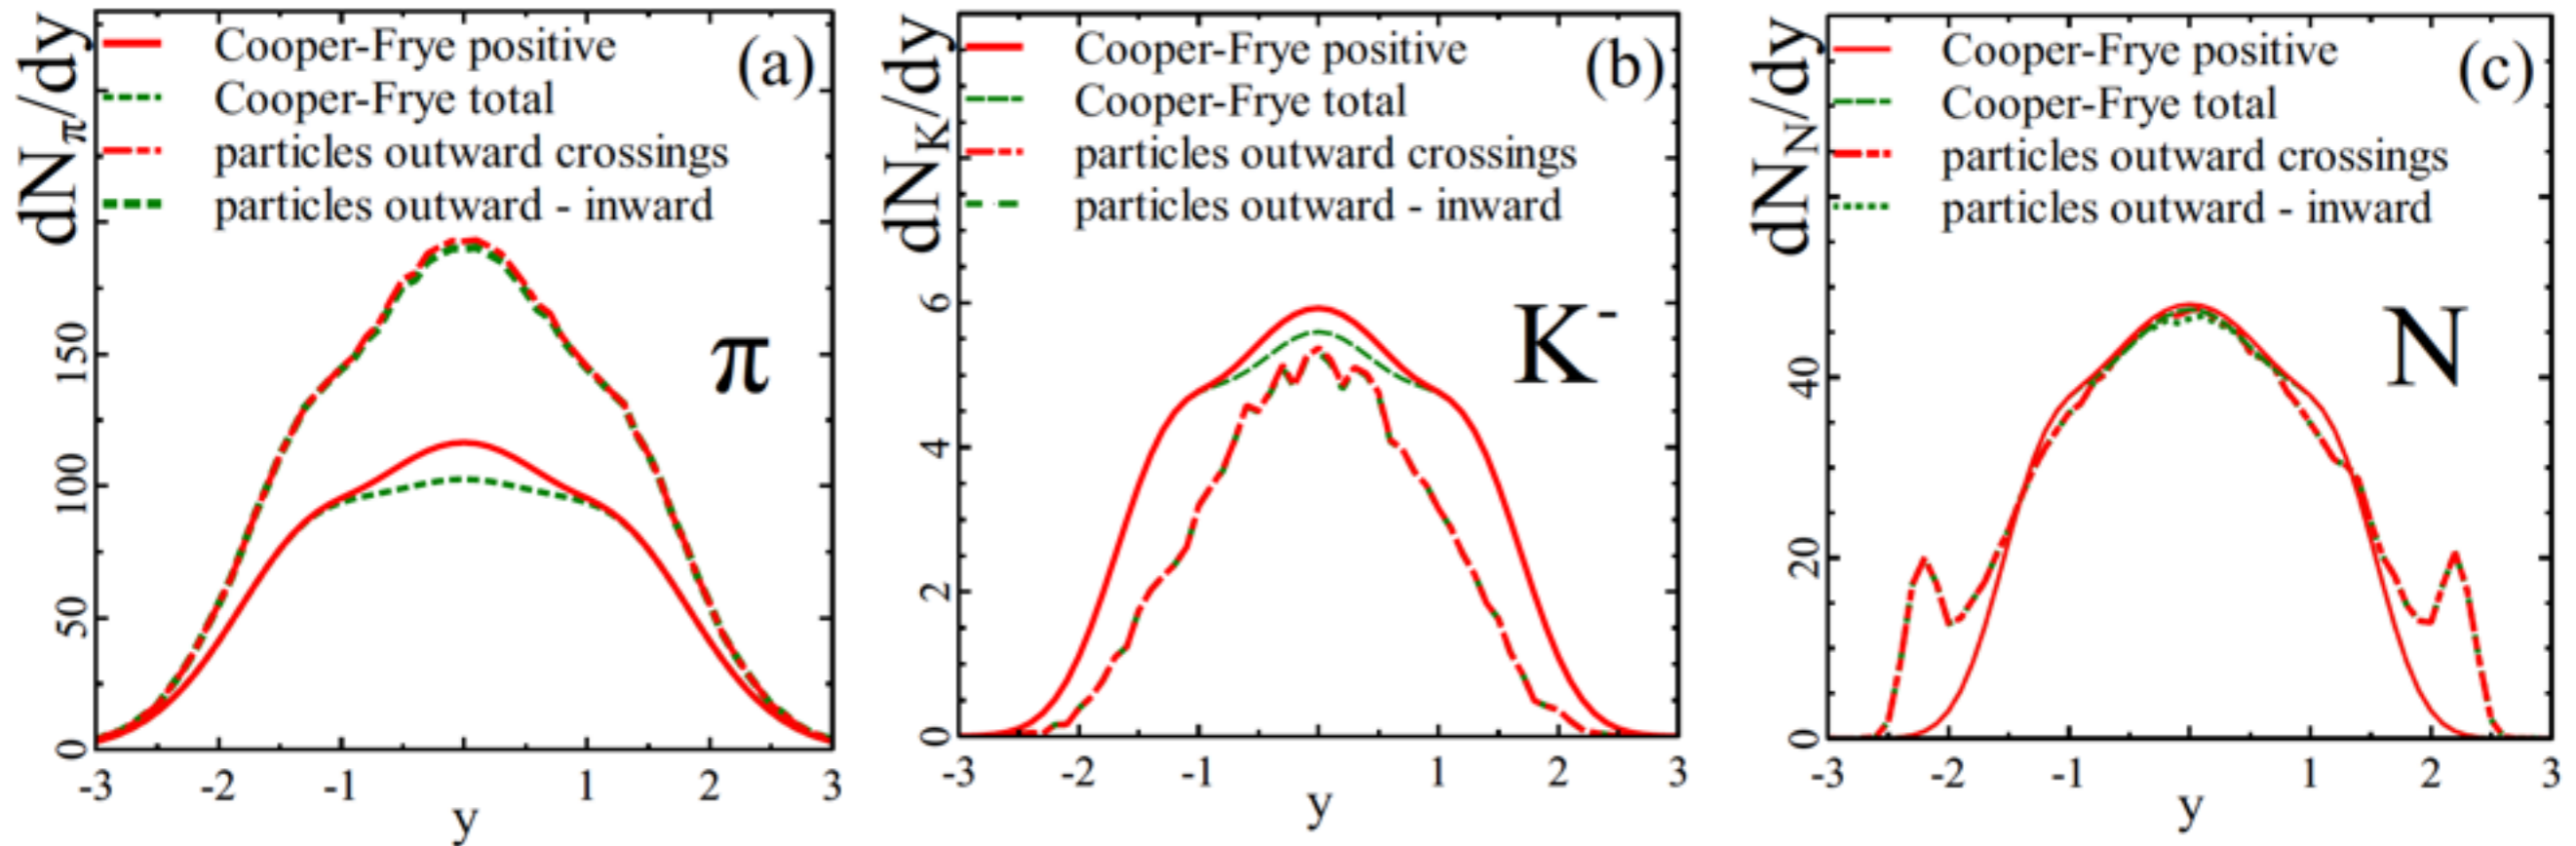 dNπ/dy
Cooper-Frye positive
Cooper-Frye total
particles outward crossings
particles outward - inward
(a)
π
150
100
50
0
-3 -2 -1 1 2 3
y
dNK/dy
Cooper-Frye positive
Cooper-Frye total
particles outward crossings
particles outward - inward
(b)
K-
6
4
2
0
-3 -2 -1 1 2 3
y
dNN/dy
Cooper-Frye positive
Cooper-Frye total
particles outward crossings
particles outward - inward
(c)
N
40
20
0
-3 -2 -1 1 2 3
y